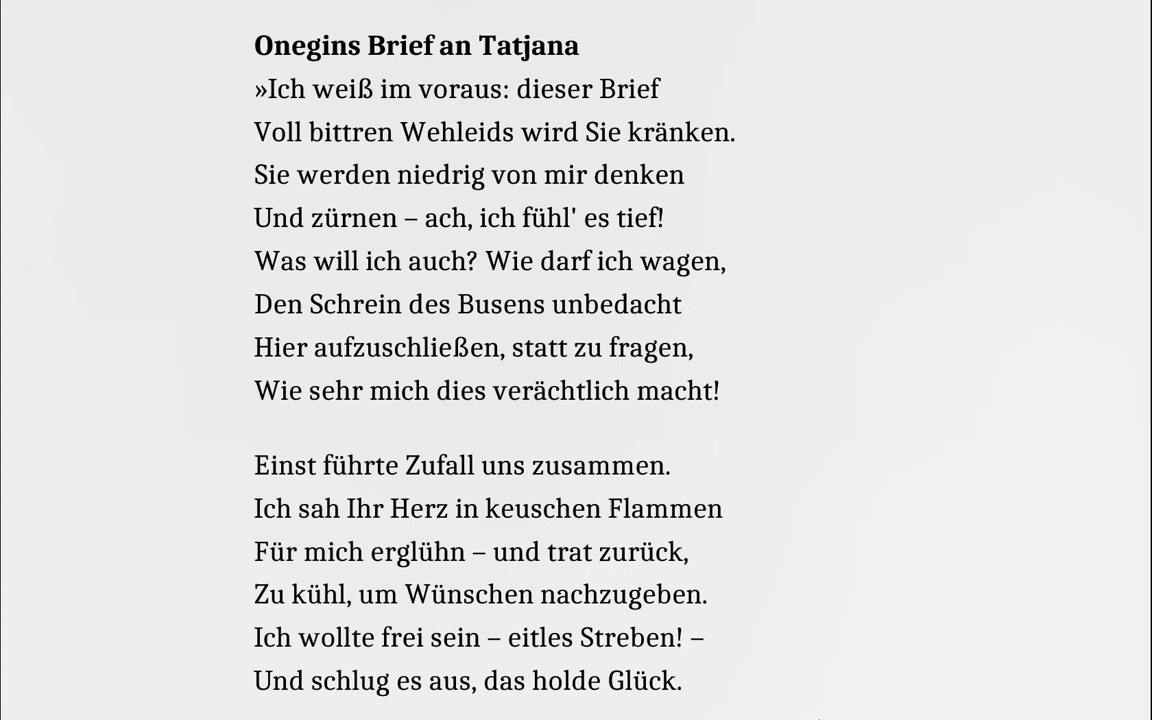 Onegins Brief an Tatjana
»Ich weiß im voraus: dieser Brief
Voll bittren Wehleids wird Sie kränken.
Sie werden niedrig von mir denken
Und zürnen – ach, ich fühl' es tief!
Was will ich auch? Wie darf ich wagen,
Den Schrein des Busens unbedacht
Hier aufzuschließen, statt zu fragen,
Wie sehr mich dies verächtlich macht!
Einst führte Zufall uns zusammen.
Ich sah Ihr Herz in keuschen Flammen
Für mich erglühn – und trat zurück,
Zu kühl, um Wünschen nachzugeben.
Ich wollte frei sein – eitles Streben! –
Und schlug es aus, das holde Glück.